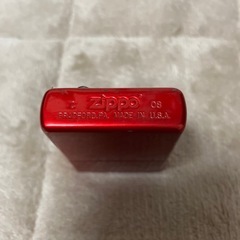 zippo 08
BRADFORD, PA. MADE IN U.S.A.